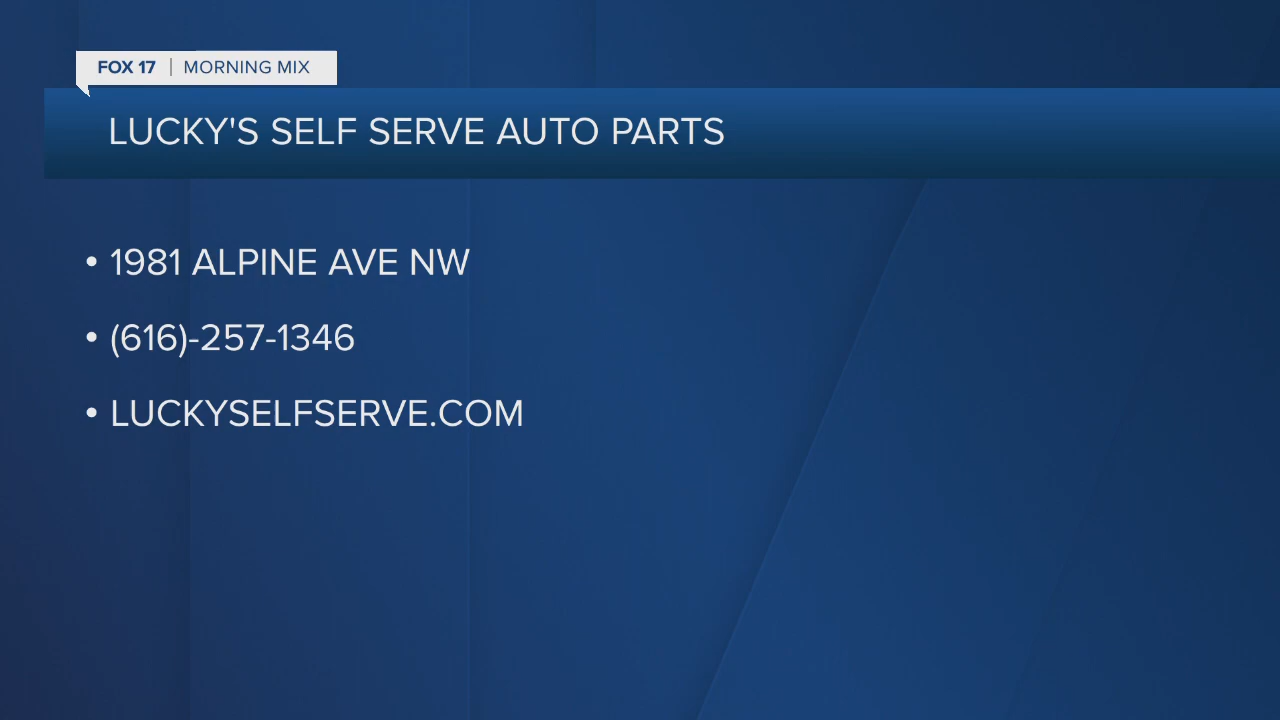 FOX 17 | MORNING MIX
LUCKY'S SELF SERVE AUTO PARTS
• 1981 ALPINE AVE NW
• (616)-257-1346
• LUCKYSELFSERVE.COM